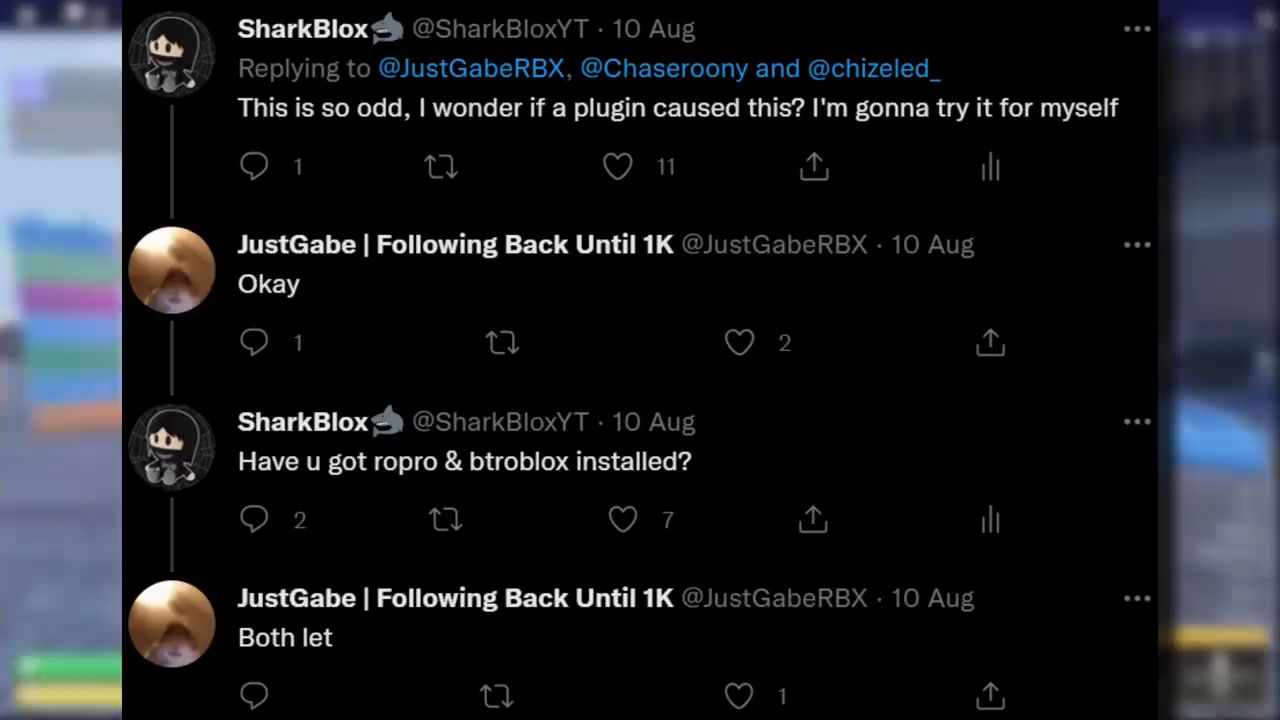 SharkBlox🦈 @SharkBloxYT · 10 Aug
Replying to @JustGabeRBX, @Chaseroony and @chizeled_
This is so odd, I wonder if a plugin caused this? I'm gonna try it for myself
1 11
JustGabe | Following Back Until 1K @JustGabeRBX · 10 Aug
Okay
1 2
SharkBlox🦈 @SharkBloxYT · 10 Aug
Have u got ropro & btroblox installed?
2 7
JustGabe | Following Back Until 1K @JustGabeRBX · 10 Aug
Both let
1